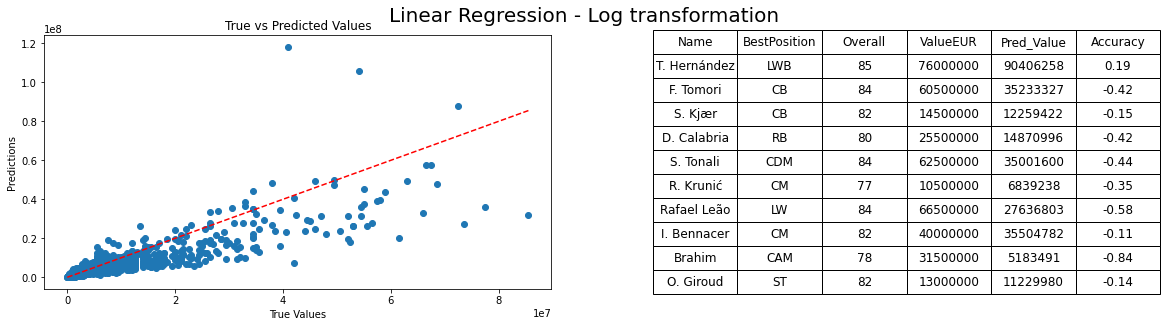 Linear Regression - Log transformation
True vs Predicted Values
1e8
1.2
1.0
0.8
0.6
0.4
0.2
0.0
Predictions
0 2 4 6 8
1e7
True Values
Name BestPosition Overall ValueEUR Pred_Value Accuracy
T. Hernández LWB 85 76000000 90406258 0.19
F. Tomori CB 84 60500000 35233327 -0.42
S. Kjær CB 82 14500000 12259422 -0.15
D. Calabria RB 80 25500000 14870996 -0.42
S. Tonali CDM 84 62500000 35001600 -0.44
R. Krunić CM 77 10500000 6839238 -0.35
Rafael Leão LW 84 66500000 27636803 -0.58
I. Bennacer CM 82 40000000 35504782 -0.11
Brahim CAM 78 31500000 5183491 -0.84
O. Giroud ST 82 13000000 11229980 -0.14